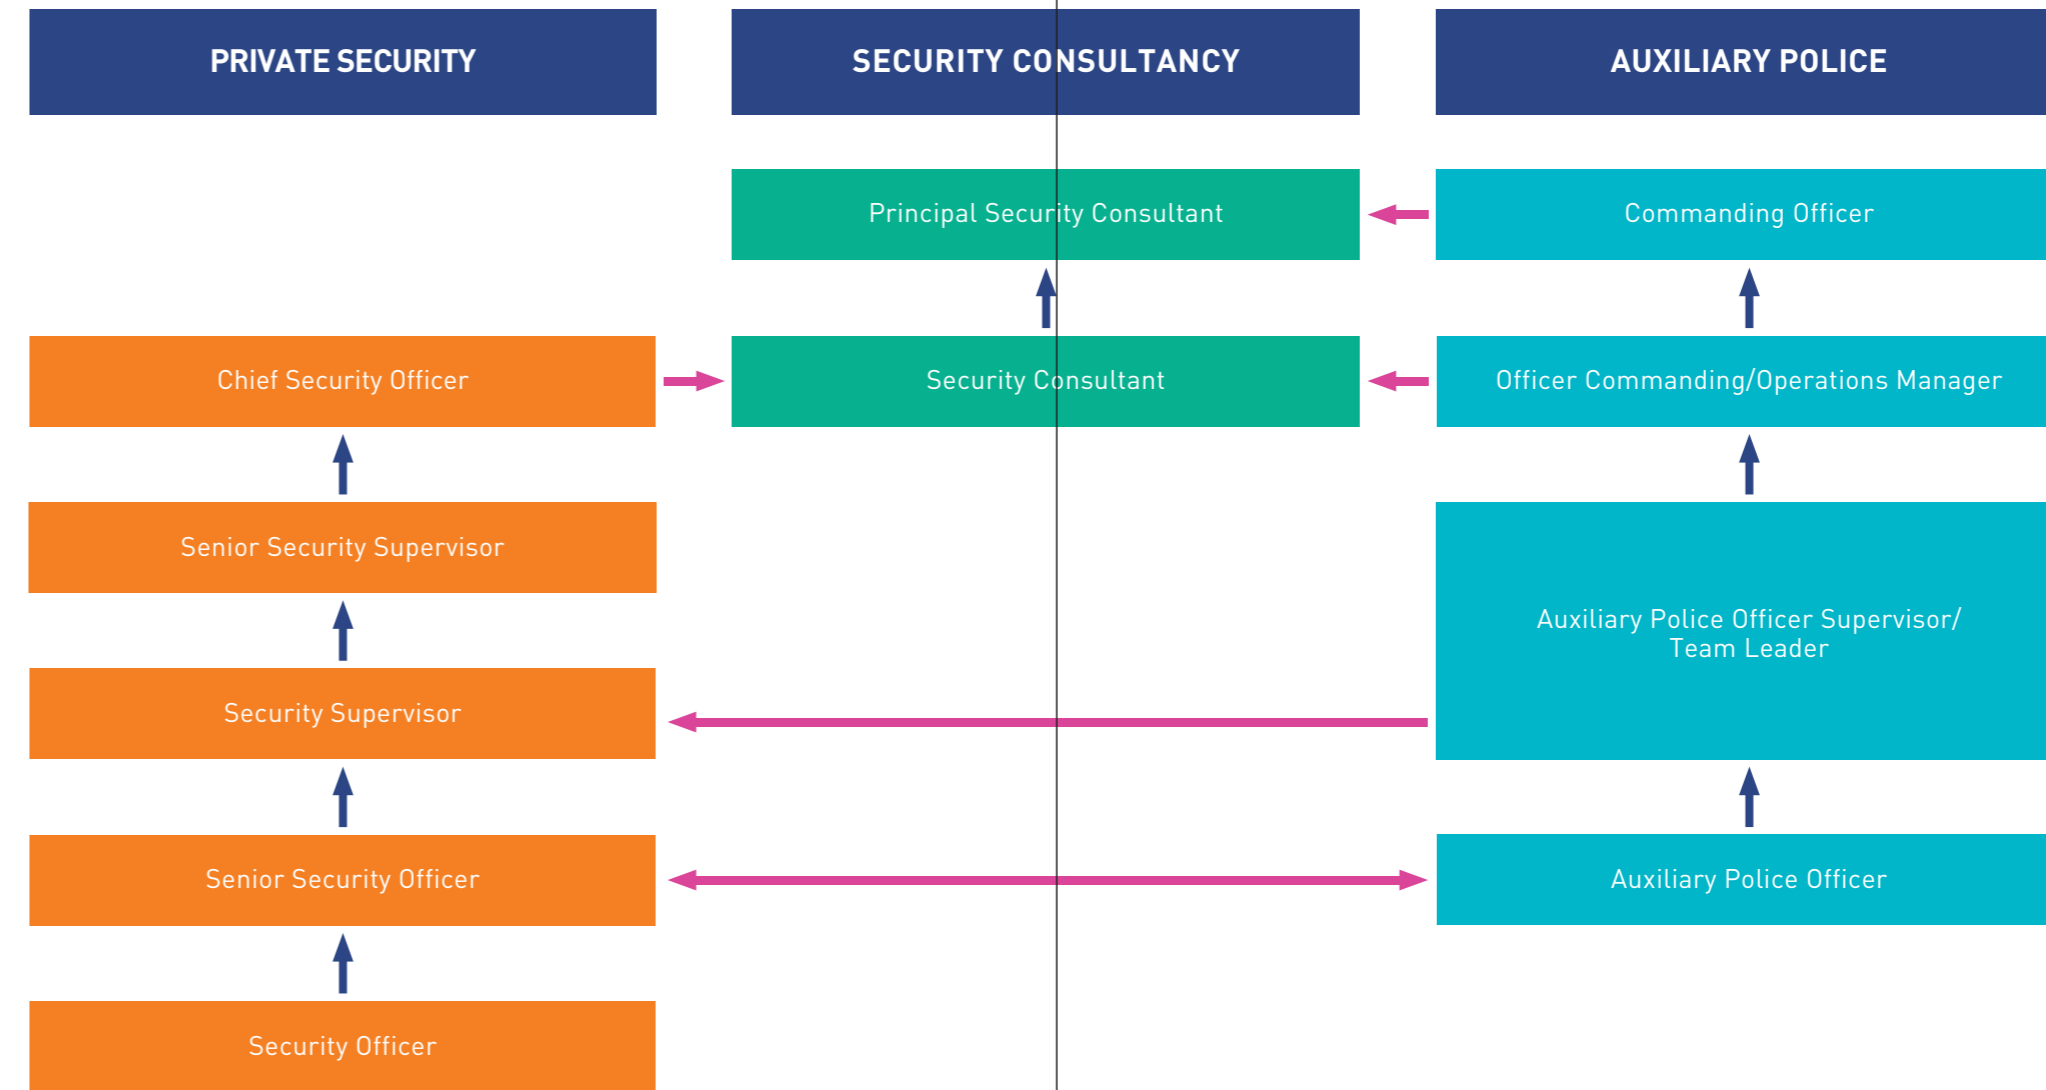 PRIVATE SECURITY
SECURITY CONSULTANCY
AUXILIARY POLICE
Principal Security Consultant
Commanding Officer
Chief Security Officer
Security Consultant
Officer Commanding/Operations Manager
Senior Security Supervisor
Auxiliary Police Officer Supervisor/
Team Leader
Security Supervisor
Senior Security Officer
Auxiliary Police Officer
Security Officer